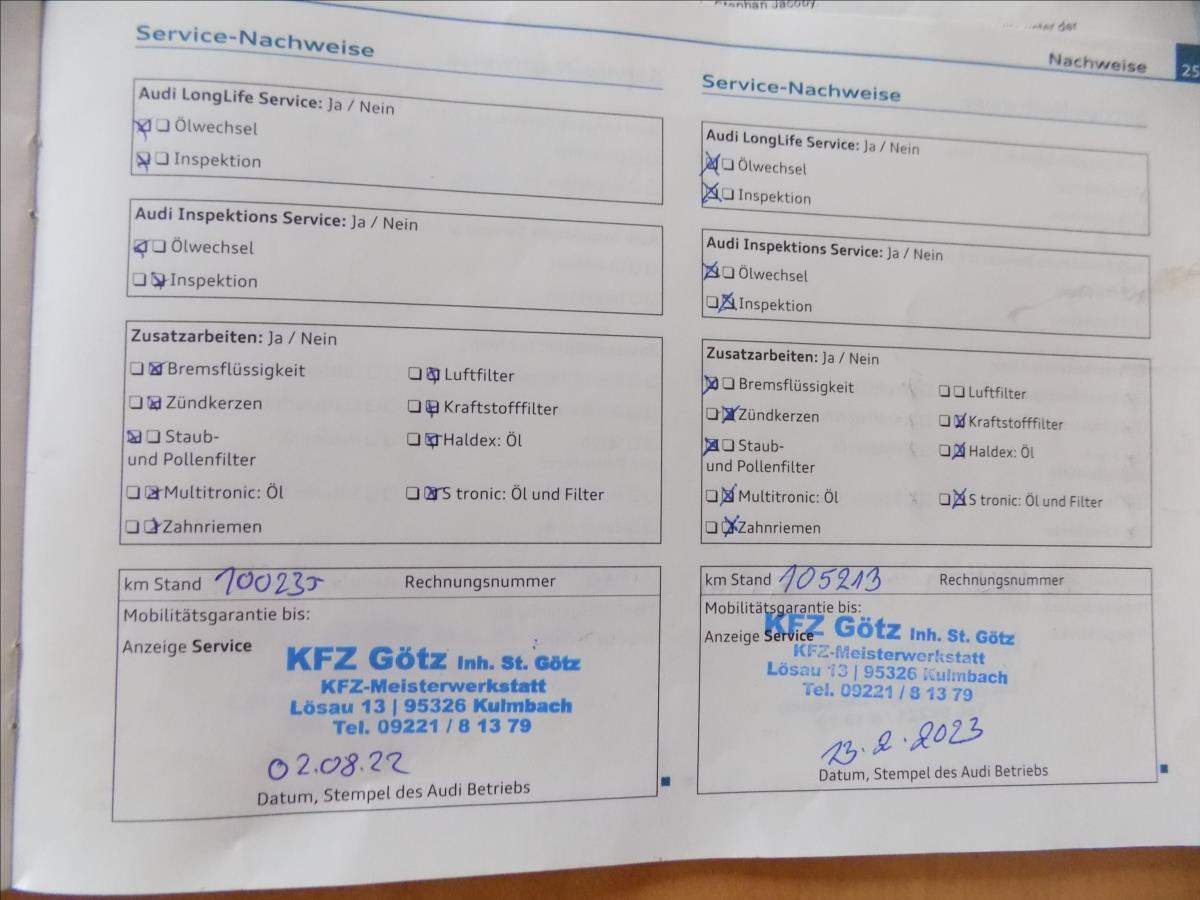 Nachweise
25
Service-Nachweise
Audi LongLife Service: Ja / Nein
Ölwechsel
Inspektion
Audi Inspektions Service: Ja / Nein
Ölwechsel
Inspektion
Zusatzarbeiten: Ja / Nein
Bremsflüssigkeit
Luftfilter
Zündkerzen
Kraftstofffilter
Staub-
und Pollenfilter
Haldex: Öl
Multitronic: Öl
S tronic: Öl und Filter
Zahnriemen
km Stand 100235
Rechnungsnummer
Mobilitätsgarantie bis:
Anzeige Service
KFZ Götz Inh. St. Götz
KFZ-Meisterwerkstatt
Lösau 13 | 95326 Kulmbach
Tel. 09221 / 8 13 79
02.08.22
Datum, Stempel des Audi Betriebs
Service-Nachweise
Audi LongLife Service: Ja / Nein
Ölwechsel
Inspektion
Audi Inspektions Service: Ja / Nein
Ölwechsel
Inspektion
Zusatzarbeiten: Ja / Nein
Bremsflüssigkeit
Luftfilter
Zündkerzen
Kraftstofffilter
Staub-
und Pollenfilter
Haldex: Öl
Multitronic: Öl
S tronic: Öl und Filter
Zahnriemen
km Stand 105213
Rechnungsnummer
Mobilitätsgarantie bis:
Anzeige Service
KFZ Götz Inh. St. Götz
KFZ-Meisterwerkstatt
Lösau 13 | 95326 Kulmbach
Tel. 09221 / 8 13 79
23.2.2023
Datum, Stempel des Audi Betriebs